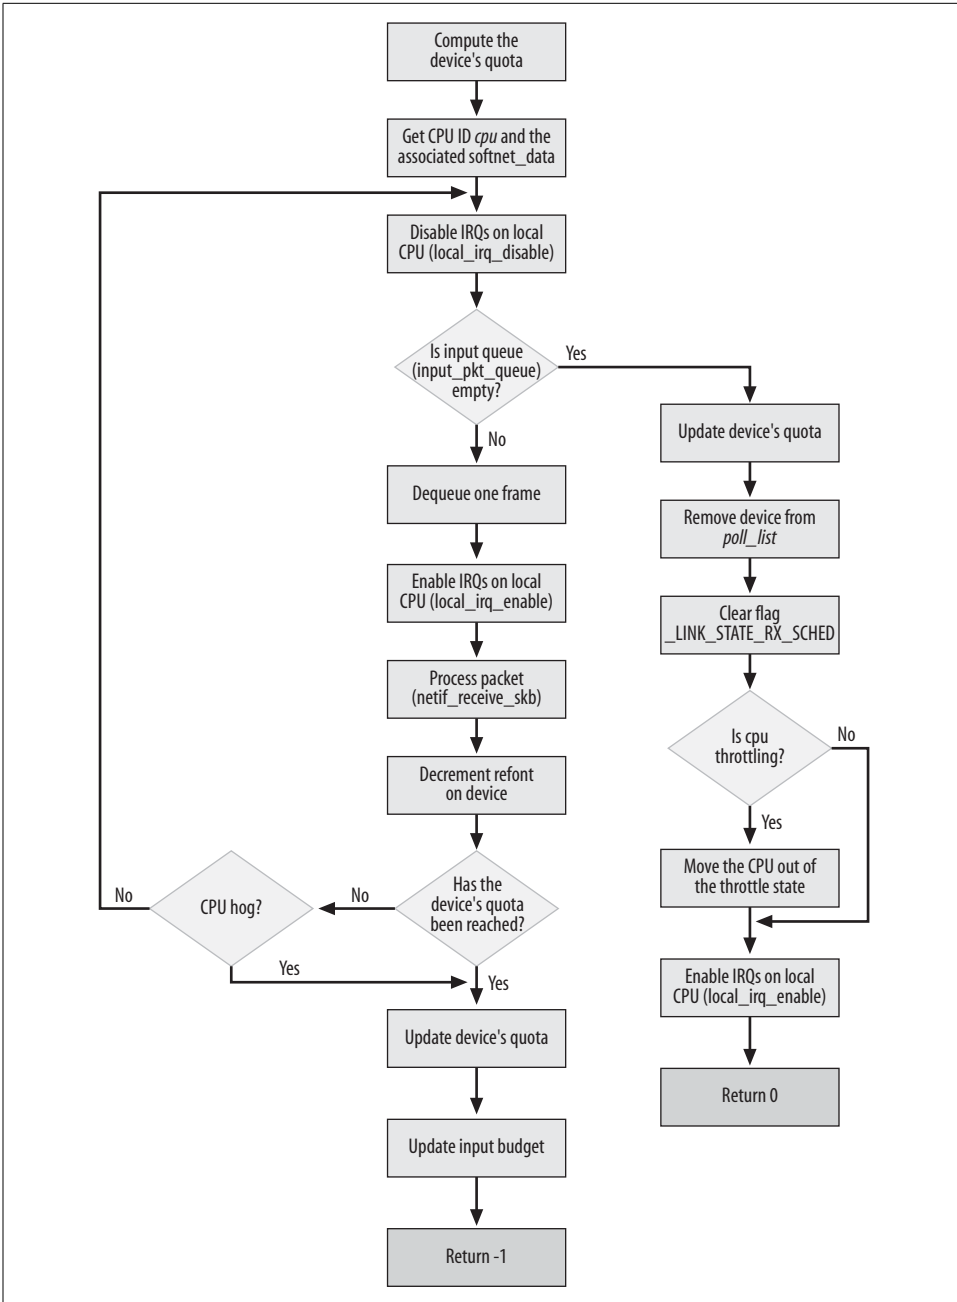 Compute the
device's quota
Get CPU ID cpu and the
associated softnet_data
Disable IRQs on local
CPU (local_irq_disable)
Is input queue
(input_pkt_queue)
empty?
Yes
No
Dequeue one frame
Enable IRQs on local
CPU (local_irq_enable)
Process packet
(netif_receive_skb)
Decrement refont
on device
Has the
device's quota
been reached?
No
CPU hog?
No
Yes
Yes
Update device's quota
Update input budget
Return -1
Update device's quota
Remove device from
poll_list
Clear flag
_LINK_STATE_RX_SCHED
Is cpu
throttling?
No
Yes
Move the CPU out of
the throttle state
Enable IRQs on local
CPU (local_irq_enable)
Return 0